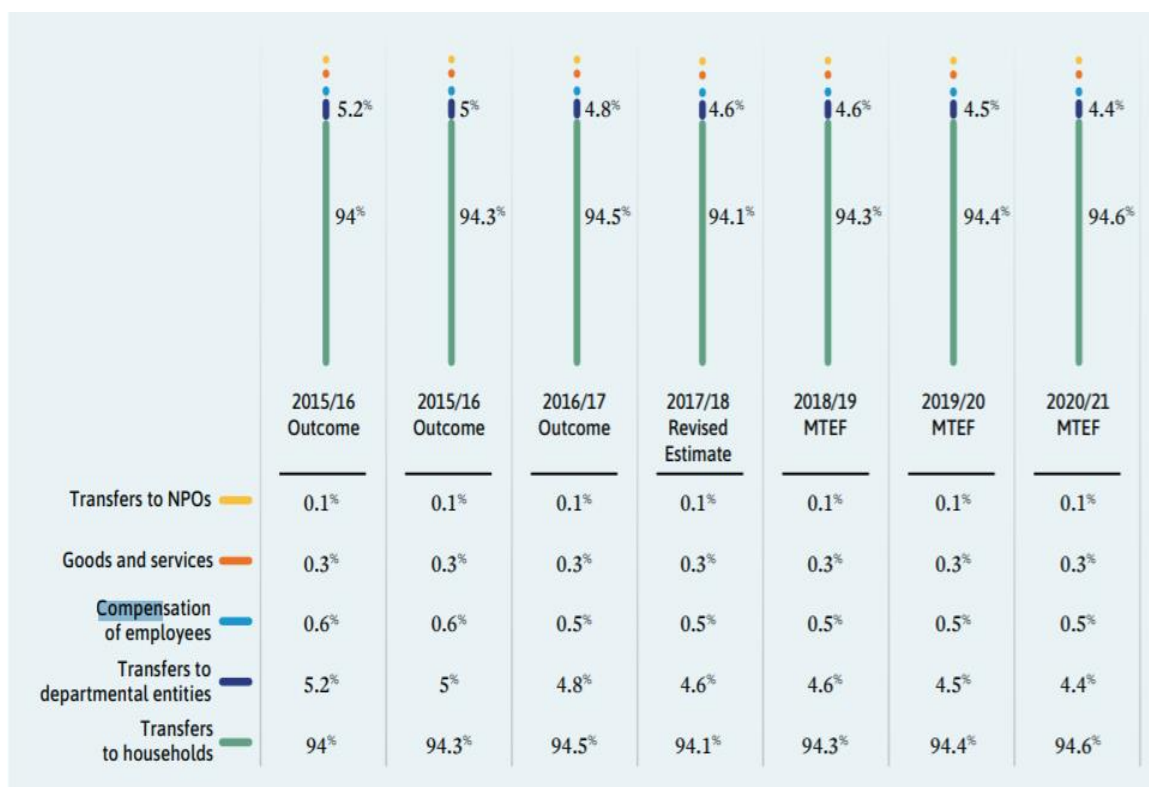 5.2% 5% 4.8% 4.6% 4.6% 4.5% 4.4%
94% 94.3% 94.5% 94.1% 94.3% 94.4% 94.6%
2015/16 2015/16 2016/17 2017/18 2018/19 2019/20 2020/21
Outcome Outcome Outcome Revised MTEF MTEF MTEF
Estimate
Transfers to NPOs 0.1% 0.1% 0.1% 0.1% 0.1% 0.1% 0.1%
Goods and services 0.3% 0.3% 0.3% 0.3% 0.3% 0.3% 0.3%
Compensation
of employees 0.6% 0.6% 0.5% 0.5% 0.5% 0.5% 0.5%
Transfers to
departmental entities 5.2% 5% 4.8% 4.6% 4.6% 4.5% 4.4%
Transfers
to households 94% 94.3% 94.5% 94.1% 94.3% 94.4% 94.6%